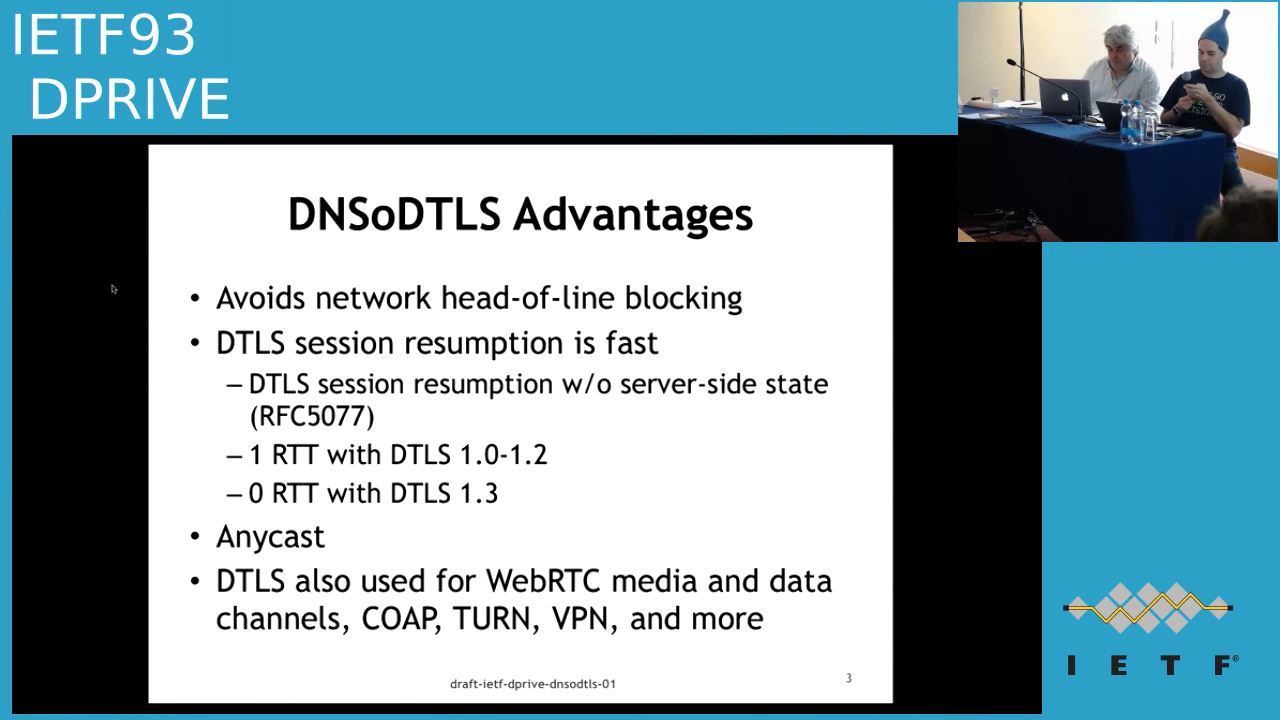 IETF93
DPRIVE
DNSoDTLS Advantages
• Avoids network head-of-line blocking
• DTLS session resumption is fast
– DTLS session resumption w/o server-side state
(RFC5077)
– 1 RTT with DTLS 1.0-1.2
– 0 RTT with DTLS 1.3
• Anycast
• DTLS also used for WebRTC media and data
channels, COAP, TURN, VPN, and more
draft-ietf-dprive-dnsodtls-01
3
I E T F®